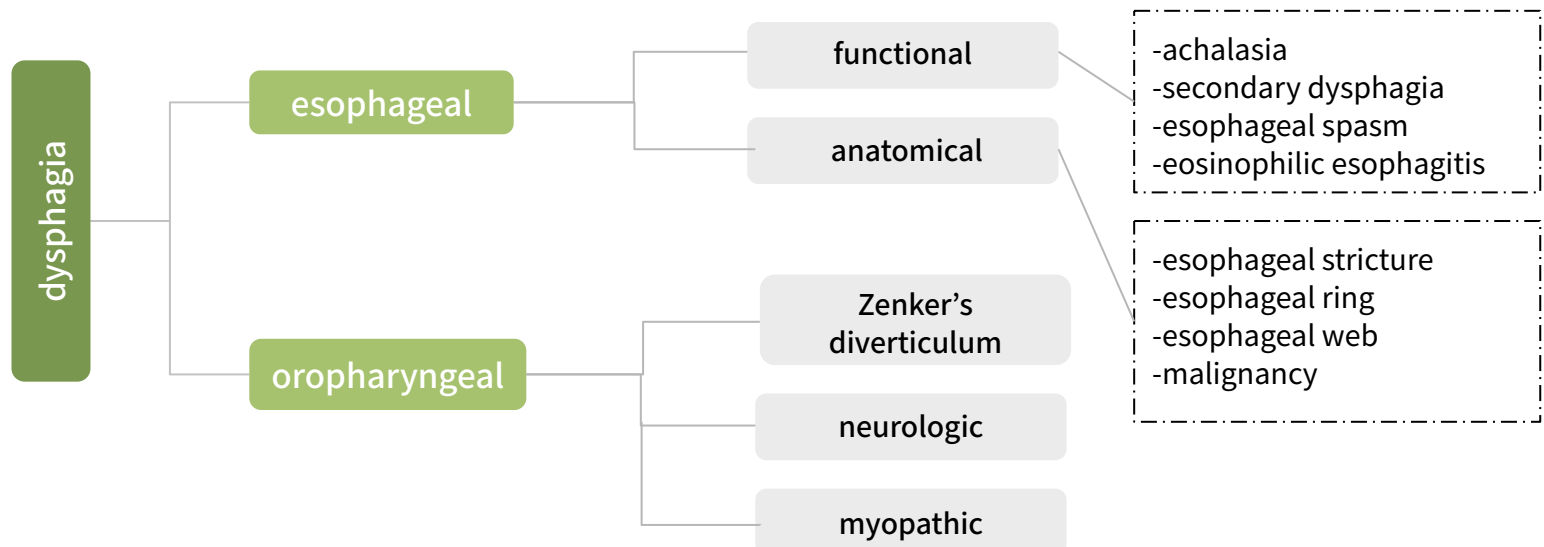 dysphagia
esophageal
functional
-achalasia
-secondary dysphagia
-esophageal spasm
-eosinophilic esophagitis
anatomical
-esophageal stricture
-esophageal ring
-esophageal web
-malignancy
oropharyngeal
Zenker’s
diverticulum
neurologic
myopathic